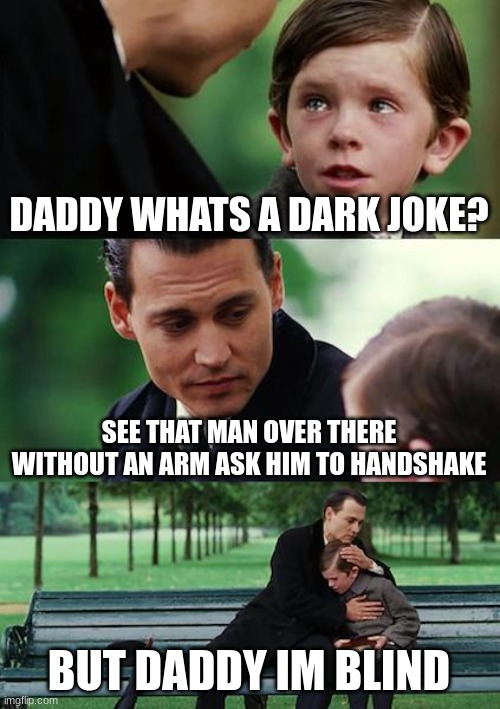 DADDY WHATS A DARK JOKE?
SEE THAT MAN OVER THERE
WITHOUT AN ARM ASK HIM TO HANDSHAKE
BUT DADDY IM BLIND
imgflip.com